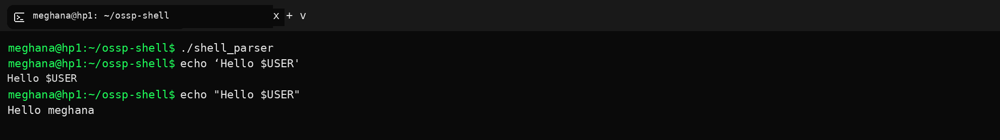 meghana@hp1: ~/ossp-shell x + v
meghana@hp1:~/ossp-shell$ ./shell_parser
meghana@hp1:~/ossp-shell$ echo ‘Hello $USER'
Hello $USER
meghana@hp1:~/ossp-shell$ echo "Hello $USER"
Hello meghana